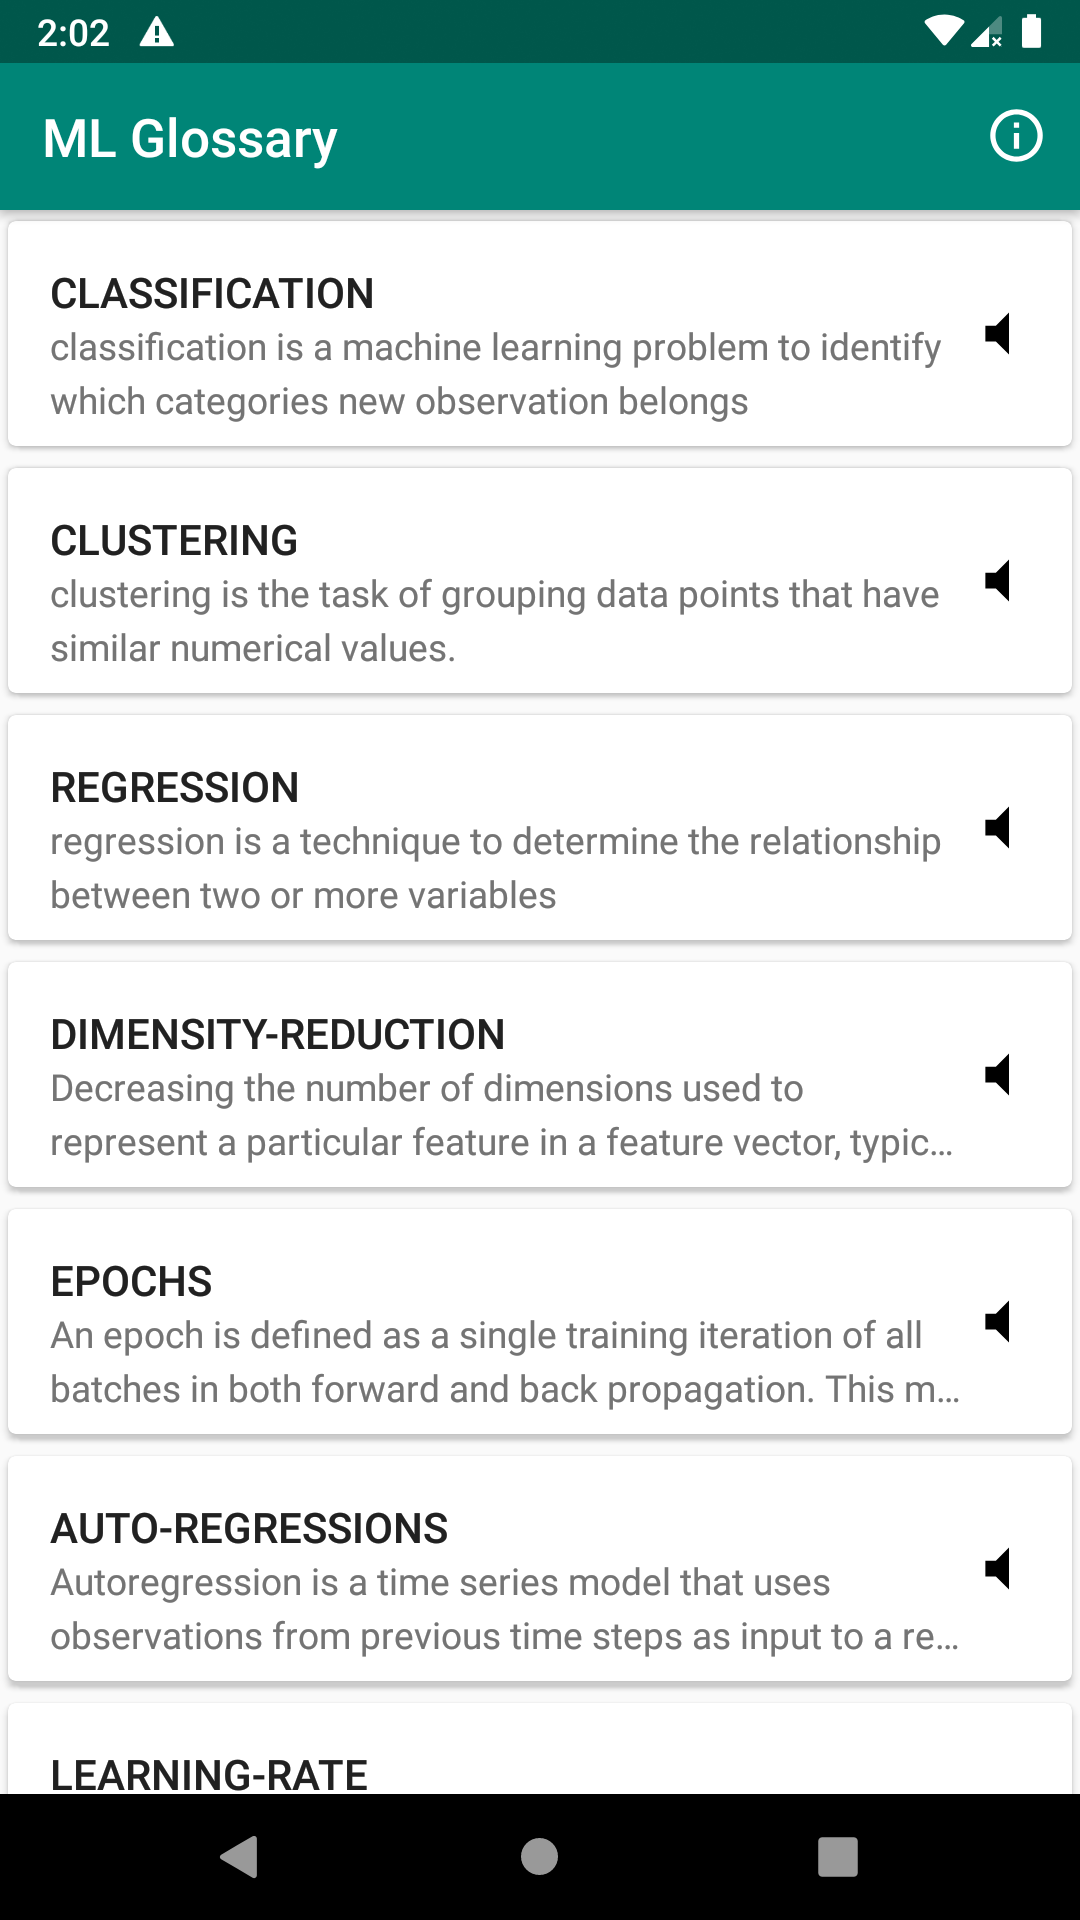 2:02
ML Glossary
CLASSIFICATION
classification is a machine learning problem to identify
which categories new observation belongs
CLUSTERING
clustering is the task of grouping data points that have
similar numerical values.
REGRESSION
regression is a technique to determine the relationship
between two or more variables
DIMENSITY-REDUCTION
Decreasing the number of dimensions used to
represent a particular feature in a feature vector, typic…
EPOCHS
An epoch is defined as a single training iteration of all
batches in both forward and back propagation. This m…
AUTO-REGRESSIONS
Autoregression is a time series model that uses
observations from previous time steps as input to a re…
LEARNING-RATE